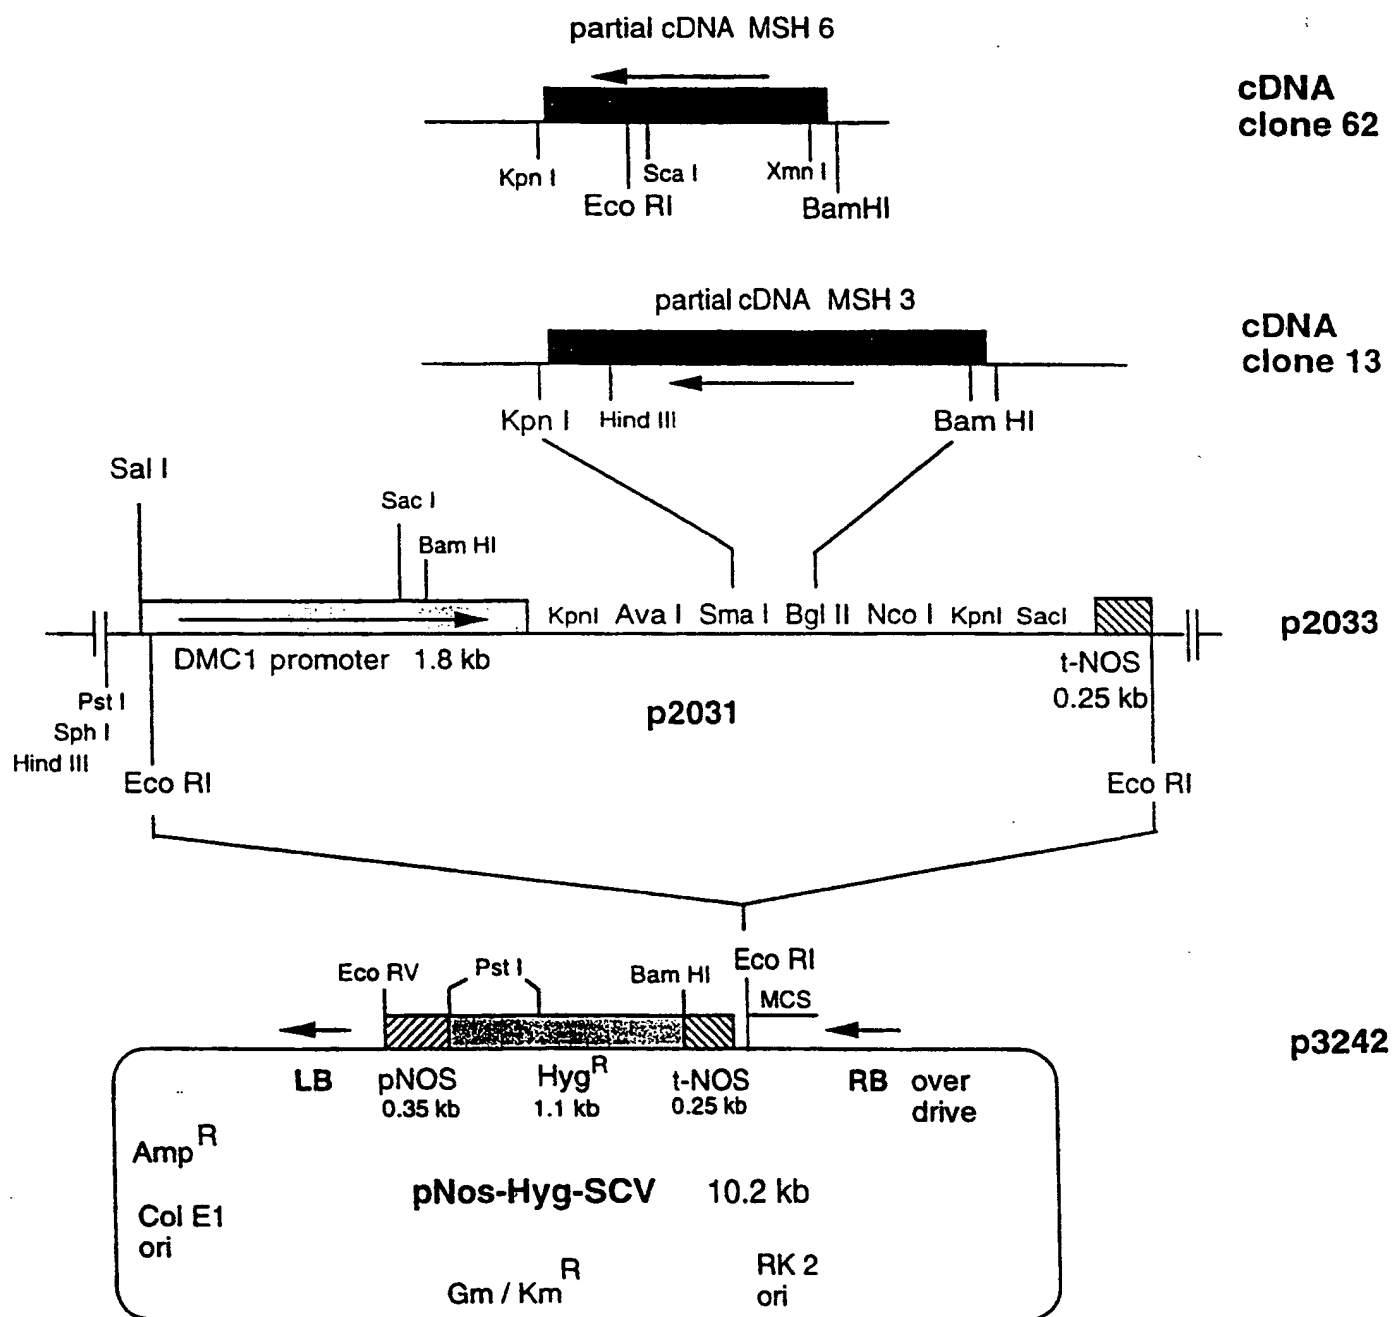 partial cDNA MSH 6
cDNA
clone 62
Kpn I
Sca I
Xmn I
Eco RI
BamHI
partial cDNA MSH 3
cDNA
clone 13
Kpn I
Hind III
Bam HI
Sal I
Sac I
Bam HI
KpnI Ava I Sma I Bgl II Nco I KpnI SacI
p2033
DMC1 promoter 1.8 kb
t-NOS
0.25 kb
Pst I
Sph I
Hind III
p2031
Eco RI
Eco RI
Eco RV
Pst I
Bam HI
Eco RI
MCS
p3242
LB
pNOS
0.35 kb
Hyg R
1.1 kb
t-NOS
0.25 kb
RB
over
drive
Amp R
pNos-Hyg-SCV 10.2 kb
Col E1
ori
Gm / Km R
RK 2
ori